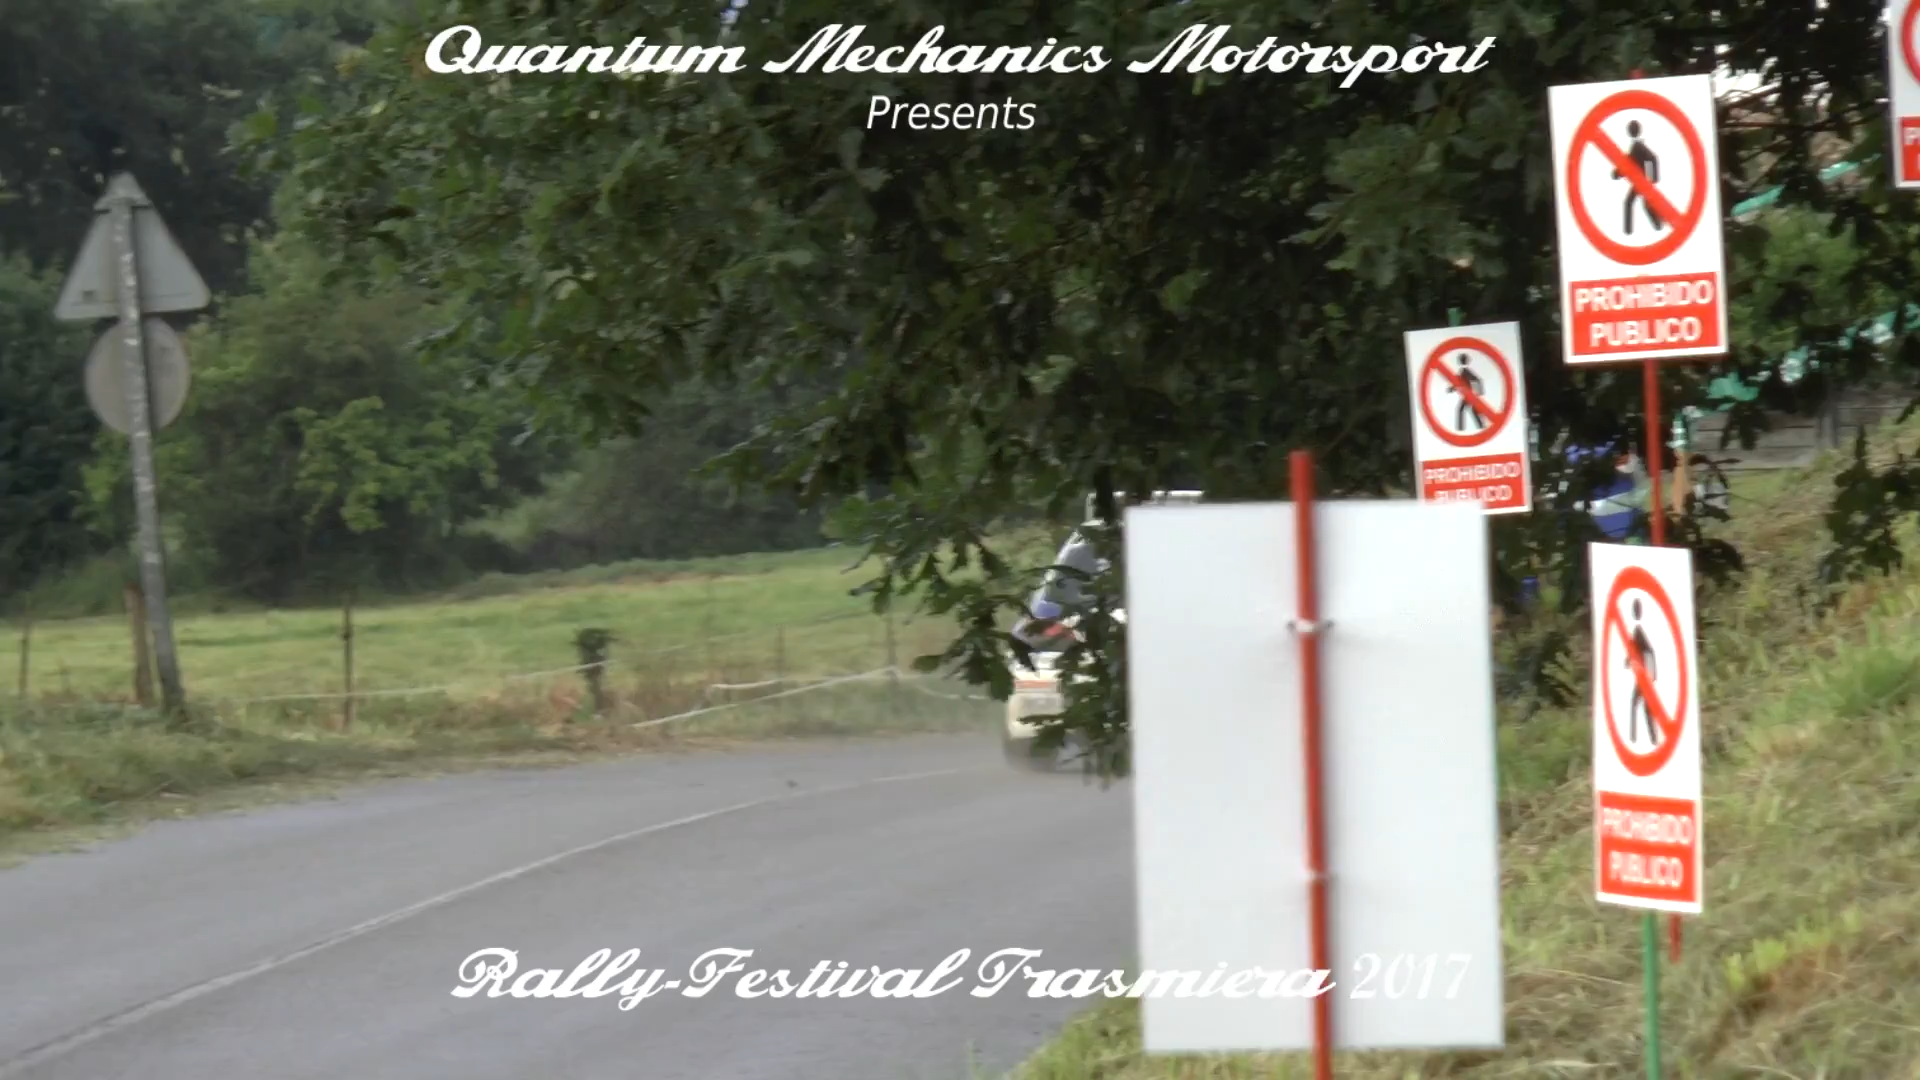 Quantum Mechanics Motorsport
Presents
PROHIBIDO
PUBLICO
PROHIBIDO
PUBLICO
PROHIBIDO
PUBLICO
Rally-Festival Trasmiera 2017